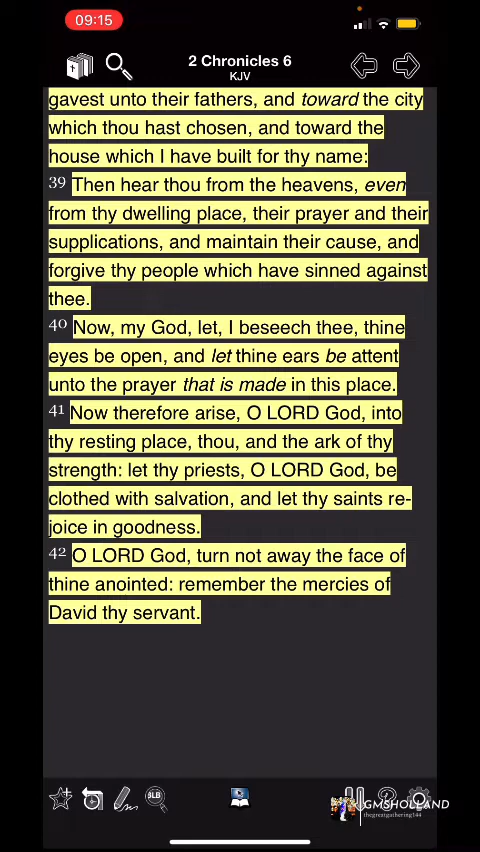 09:15
2 Chronicles 6
KJV
gavest unto their fathers, and toward the city
which thou hast chosen, and toward the
house which I have built for thy name:
39 Then hear thou from the heavens, even
from thy dwelling place, their prayer and their
supplications, and maintain their cause, and
forgive thy people which have sinned against
thee.
40 Now, my God, let, I beseech thee, thine
eyes be open, and let thine ears be attent
unto the prayer that is made in this place.
41 Now therefore arise, O LORD God, into
thy resting place, thou, and the ark of thy
strength: let thy priests, O LORD God, be
clothed with salvation, and let thy saints re-
joice in goodness.
42 O LORD God, turn not away the face of
thine anointed: remember the mercies of
David thy servant.
SLB
GMSHOLLAND
thegreatgathering144